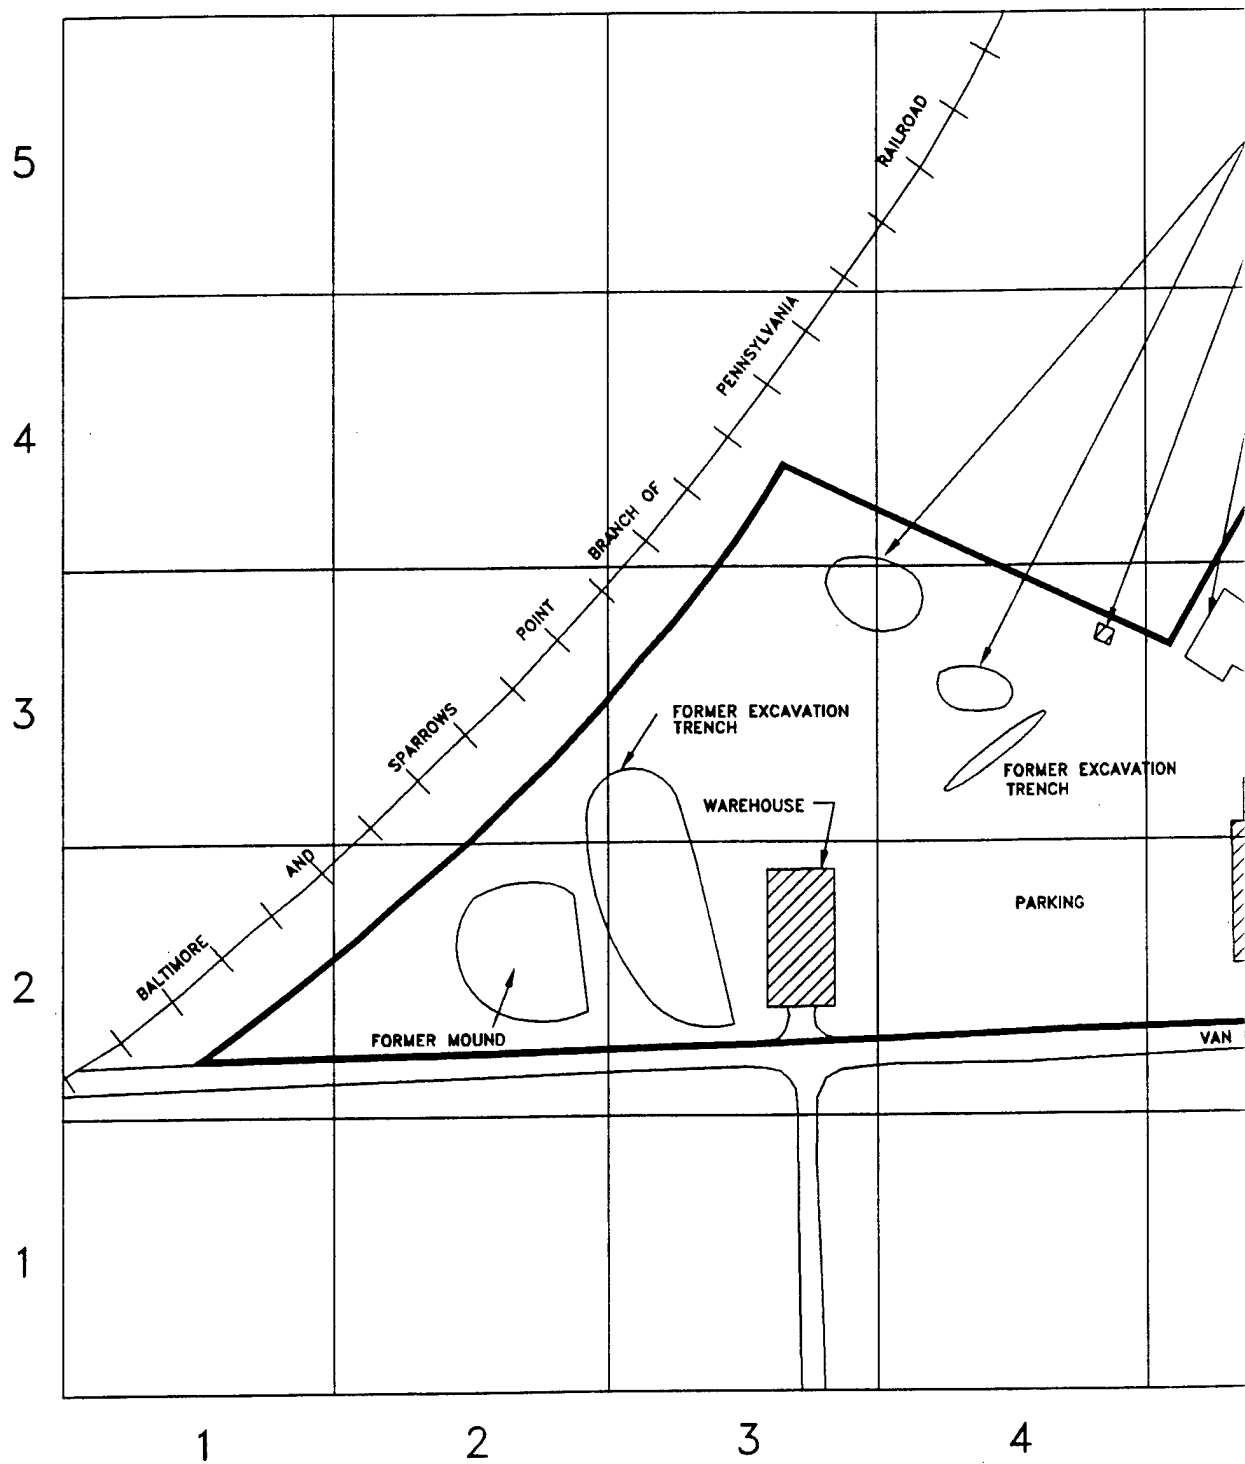 5
RAILROAD
PENNSYLVANIA
4
BRANCH OF
POINT
3
SPARROWS
FORMER EXCAVATION
TRENCH
FORMER EXCAVATION
TRENCH
WAREHOUSE
AND
PARKING
BALTIMORE
2
FORMER MOUND
VAN
1
1
2
3
4